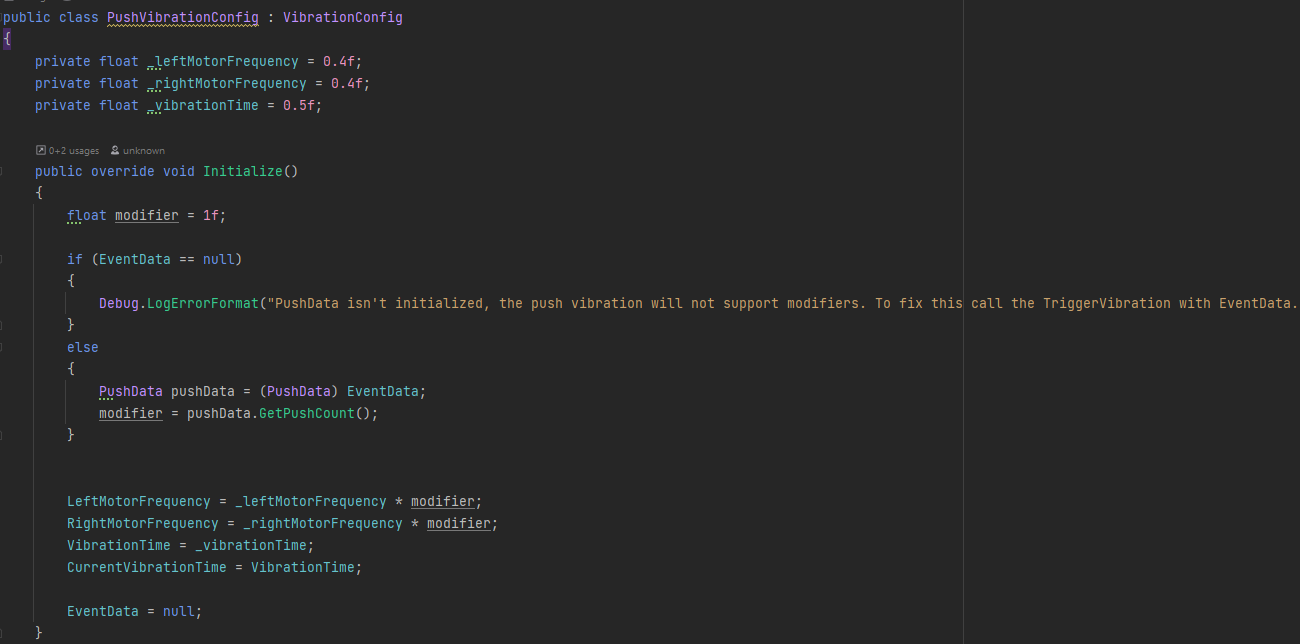 public class PushVibrationConfig : VibrationConfig
{
    private float _leftMotorFrequency = 0.4f;
    private float _rightMotorFrequency = 0.4f;
    private float _vibrationTime = 0.5f;
    0+2 usages unknown
    public override void Initialize()
    {
        float modifier = 1f;
        if (EventData == null)
        {
            Debug.LogErrorFormat("PushData isn't initialized, the push vibration will not support modifiers. To fix this call the TriggerVibration with EventData.
        }
        else
        {
            PushData pushData = (PushData) EventData;
            modifier = pushData.GetPushCount();
        }
        LeftMotorFrequency = _leftMotorFrequency * modifier;
        RightMotorFrequency = _rightMotorFrequency * modifier;
        VibrationTime = _vibrationTime;
        CurrentVibrationTime = VibrationTime;
        EventData = null;
    }